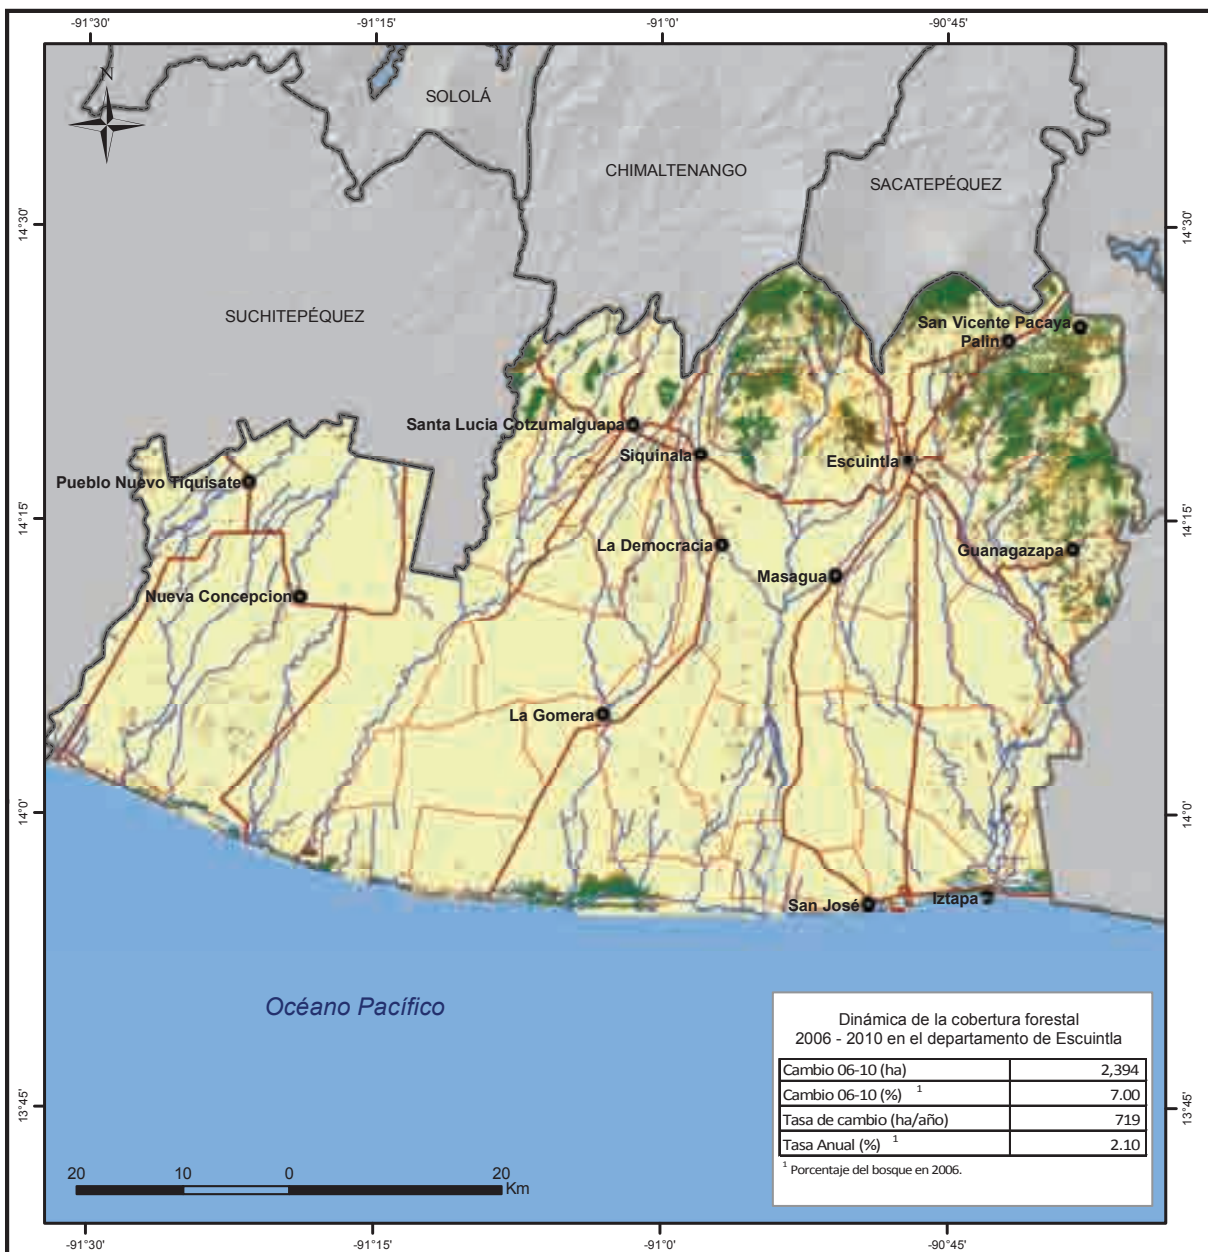 -91°30'
-91°15'
-91°0'
-90°45'
N
SOLOLÁ
CHIMALTENANGO
SACATEPÉQUEZ
14°30'
14°30'
SUCHITEPÉQUEZ
San Vicente Pacaya
Palin
Santa Lucia Cotzumalguapa
Siquinala
Escuintla
Pueblo Nuevo Tiquisate
14°15'
14°15'
La Democracia
Guanagazapa
Masagua
Nueva Concepcion
La Gomera
14°0'
14°0'
San José
Iztapa
Océano Pacífico
Dinámica de la cobertura forestal
2006 - 2010 en el departamento de Escuintla
Cambio 06-10 (ha) 2,394
Cambio 06-10 (%) 1 7.00
Tasa de cambio (ha/año) 719
Tasa Anual (%) 1 2.10
1 Porcentaje del bosque en 2006.
13°45'
13°45'
20 10 0 20
Km
-91°30'
-91°15'
-91°0'
-90°45'